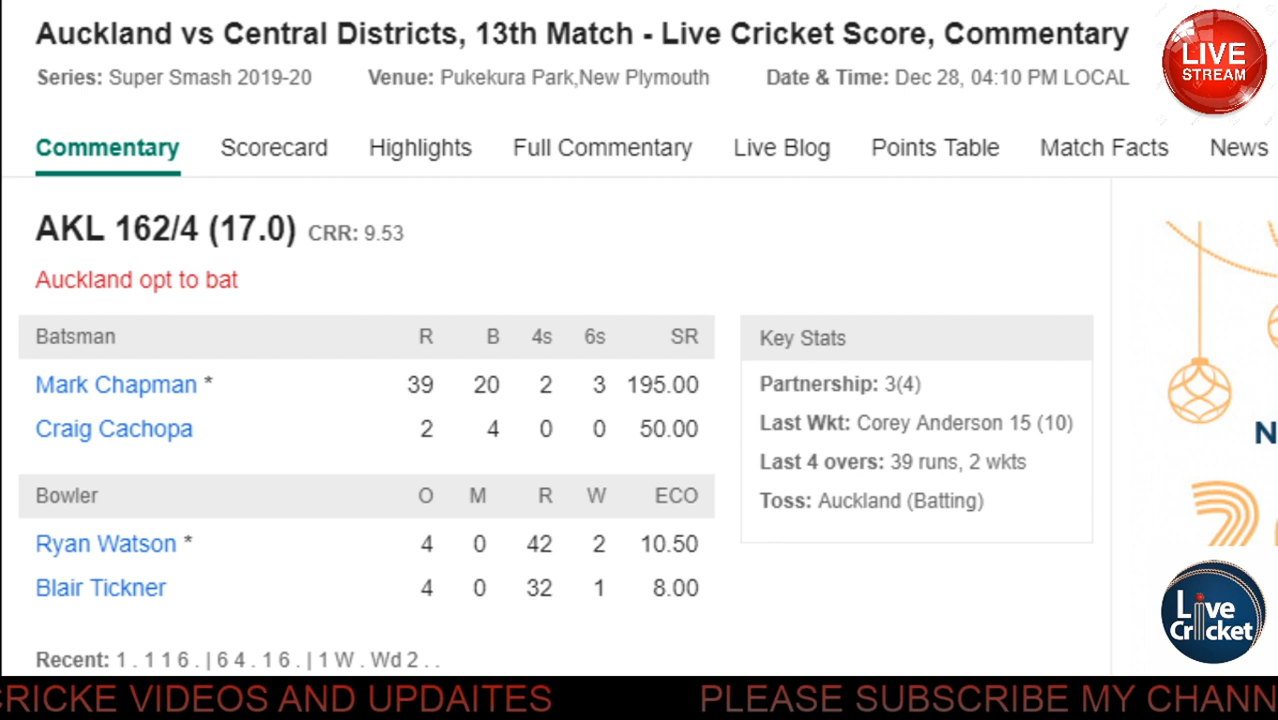 Auckland vs Central Districts, 13th Match - Live Cricket Score, Commentary
LIVE
STREAM
Series: Super Smash 2019-20 Venue: Pukekura Park,New Plymouth Date & Time: Dec 28, 04:10 PM LOCAL
Commentary Scorecard Highlights Full Commentary Live Blog Points Table Match Facts News
AKL 162/4 (17.0) CRR: 9.53
Auckland opt to bat
Batsman R B 4s 6s SR
Mark Chapman * 39 20 2 3 195.00
Craig Cachopa 2 4 0 0 50.00
Bowler O M R W ECO
Ryan Watson * 4 0 42 2 10.50
Blair Tickner 4 0 32 1 8.00
Key Stats
Partnership: 3(4)
Last Wkt: Corey Anderson 15 (10)
Last 4 overs: 39 runs, 2 wkts
Toss: Auckland (Batting)
N
Live
Cricket
Recent: 1 . 1 1 6 . | 6 4 . 1 6 . | 1 W . Wd 2 . .
CRICKE VIDEOS AND UPDAITES PLEASE SUBSCRIBE MY CHANN